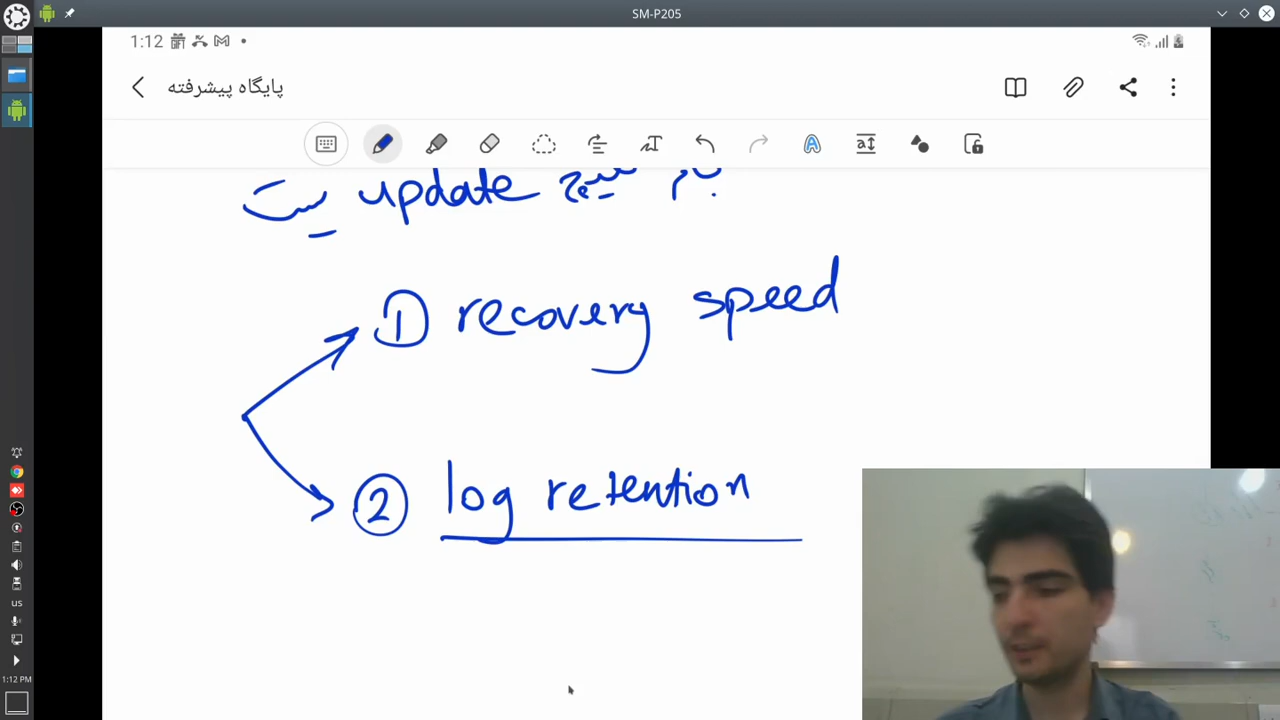 SM-P205
1:12
پایگاه پیشرفته
update
① recovery speed
② log retention
us
1:12 PM